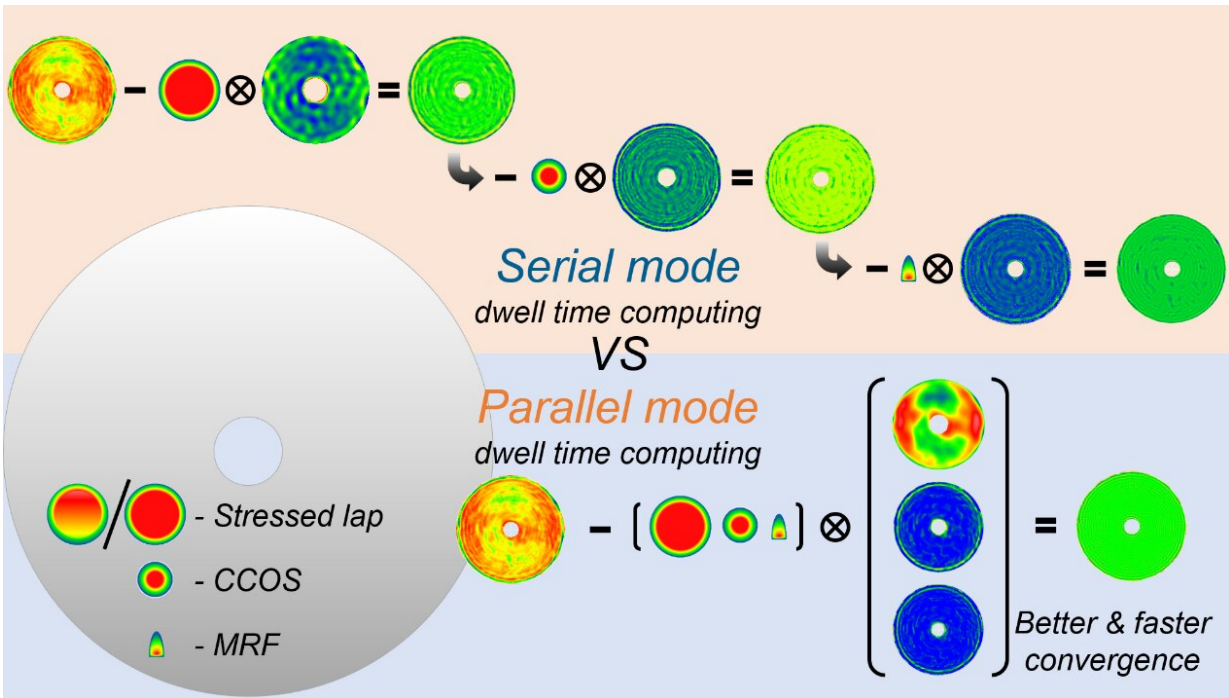 Serial mode
dwell time computing
VS
Parallel mode
dwell time computing
- Stressed lap
- CCOS
- MRF
Better & faster
convergence